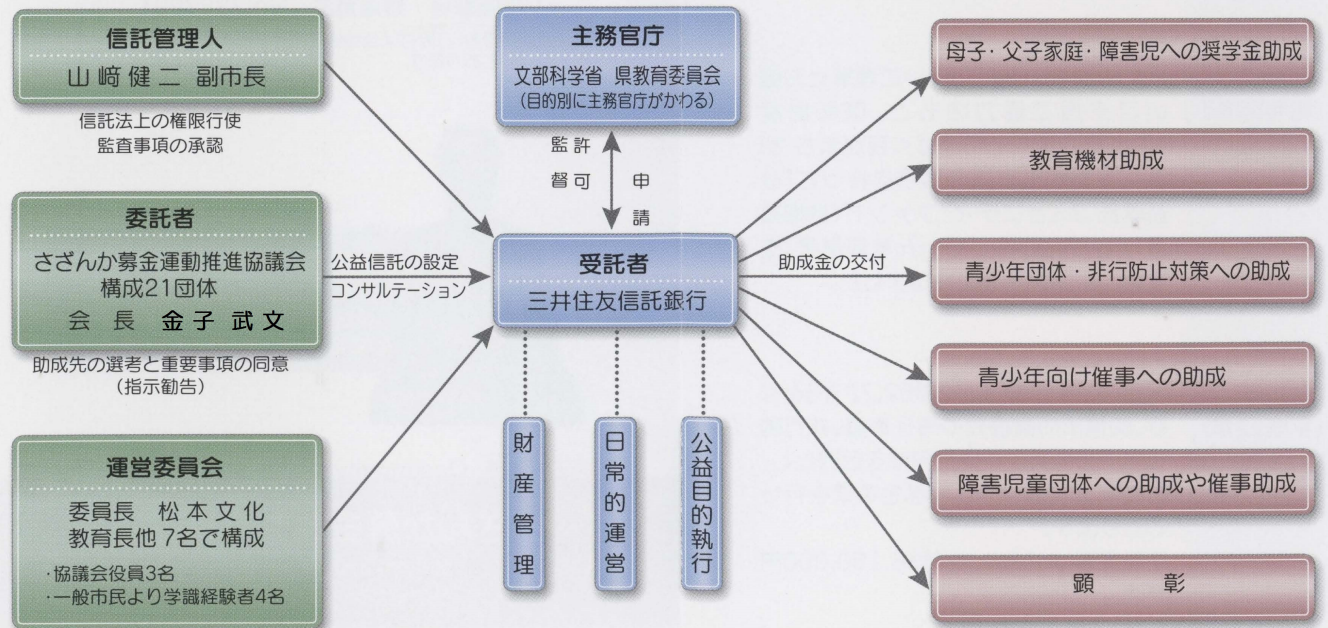 信託管理人
山﨑健二 副市長
信託法上の権限行使
監査事項の承認
委託者
さざんか募金運動推進協議会
構成21団体
会長 金子武文
助成先の選考と重要事項の同意
(指示勧告)
運営委員会
委員長 松本文化
教育長他7名で構成
・協議会役員3名
・一般市民より学識経験者4名
公益信託の設定
コンサルテーション
主務官庁
文部科学省 県教育委員会
(目的別に主務官庁がかわる)
許可
監督
申請
受託者
三井住友信託銀行
財産管理
日常的運営
公益目的執行
助成金の交付
母子・父子家庭・障害児への奨学金助成
教育機材助成
青少年団体・非行防止対策への助成
青少年向け催事への助成
障害児童団体への助成や催事助成
顕彰